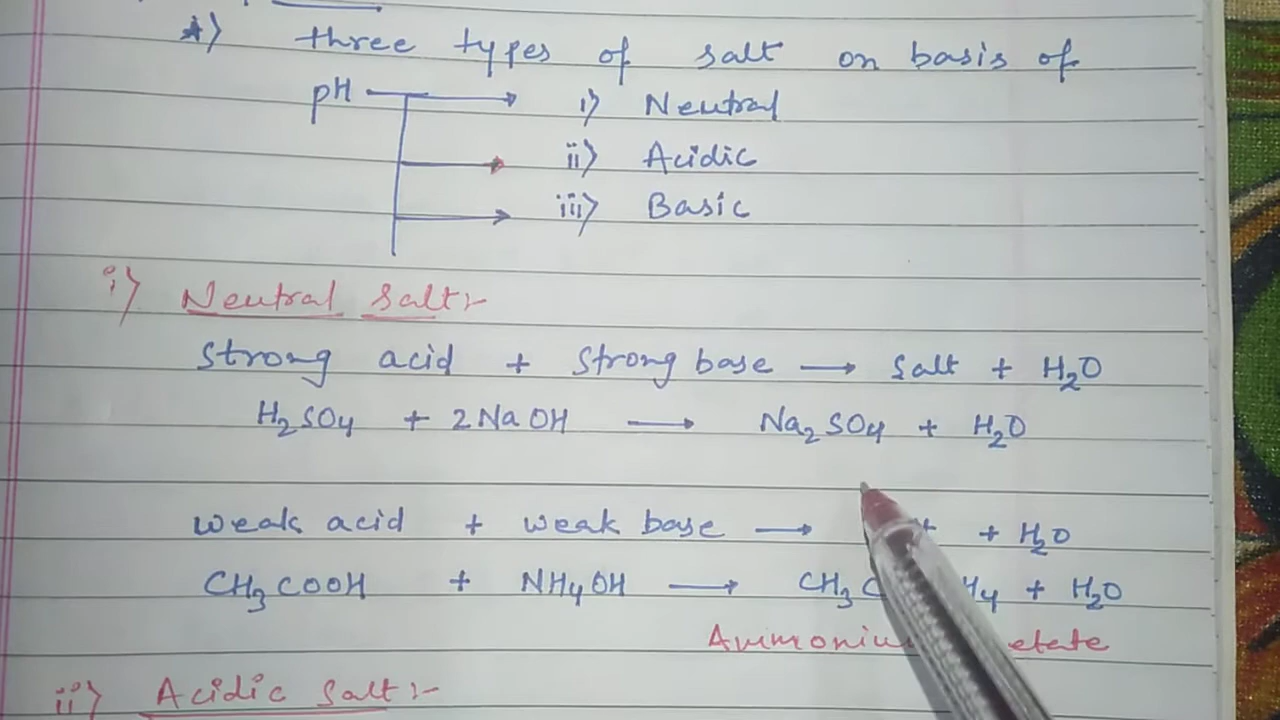 A) three types of salt on basis of
pH → i) Neutral
→ ii) Acidic
→ iii) Basic
i) Neutral Salt:-
Strong acid + Strong base → Salt + H₂O
H₂SO₄ + 2NaOH → Na₂SO₄ + H₂O
weak acid + weak base → + H₂O
CH₃COOH + NH₄OH → CH₃C + H₂O
ii) Acidic Salt:-